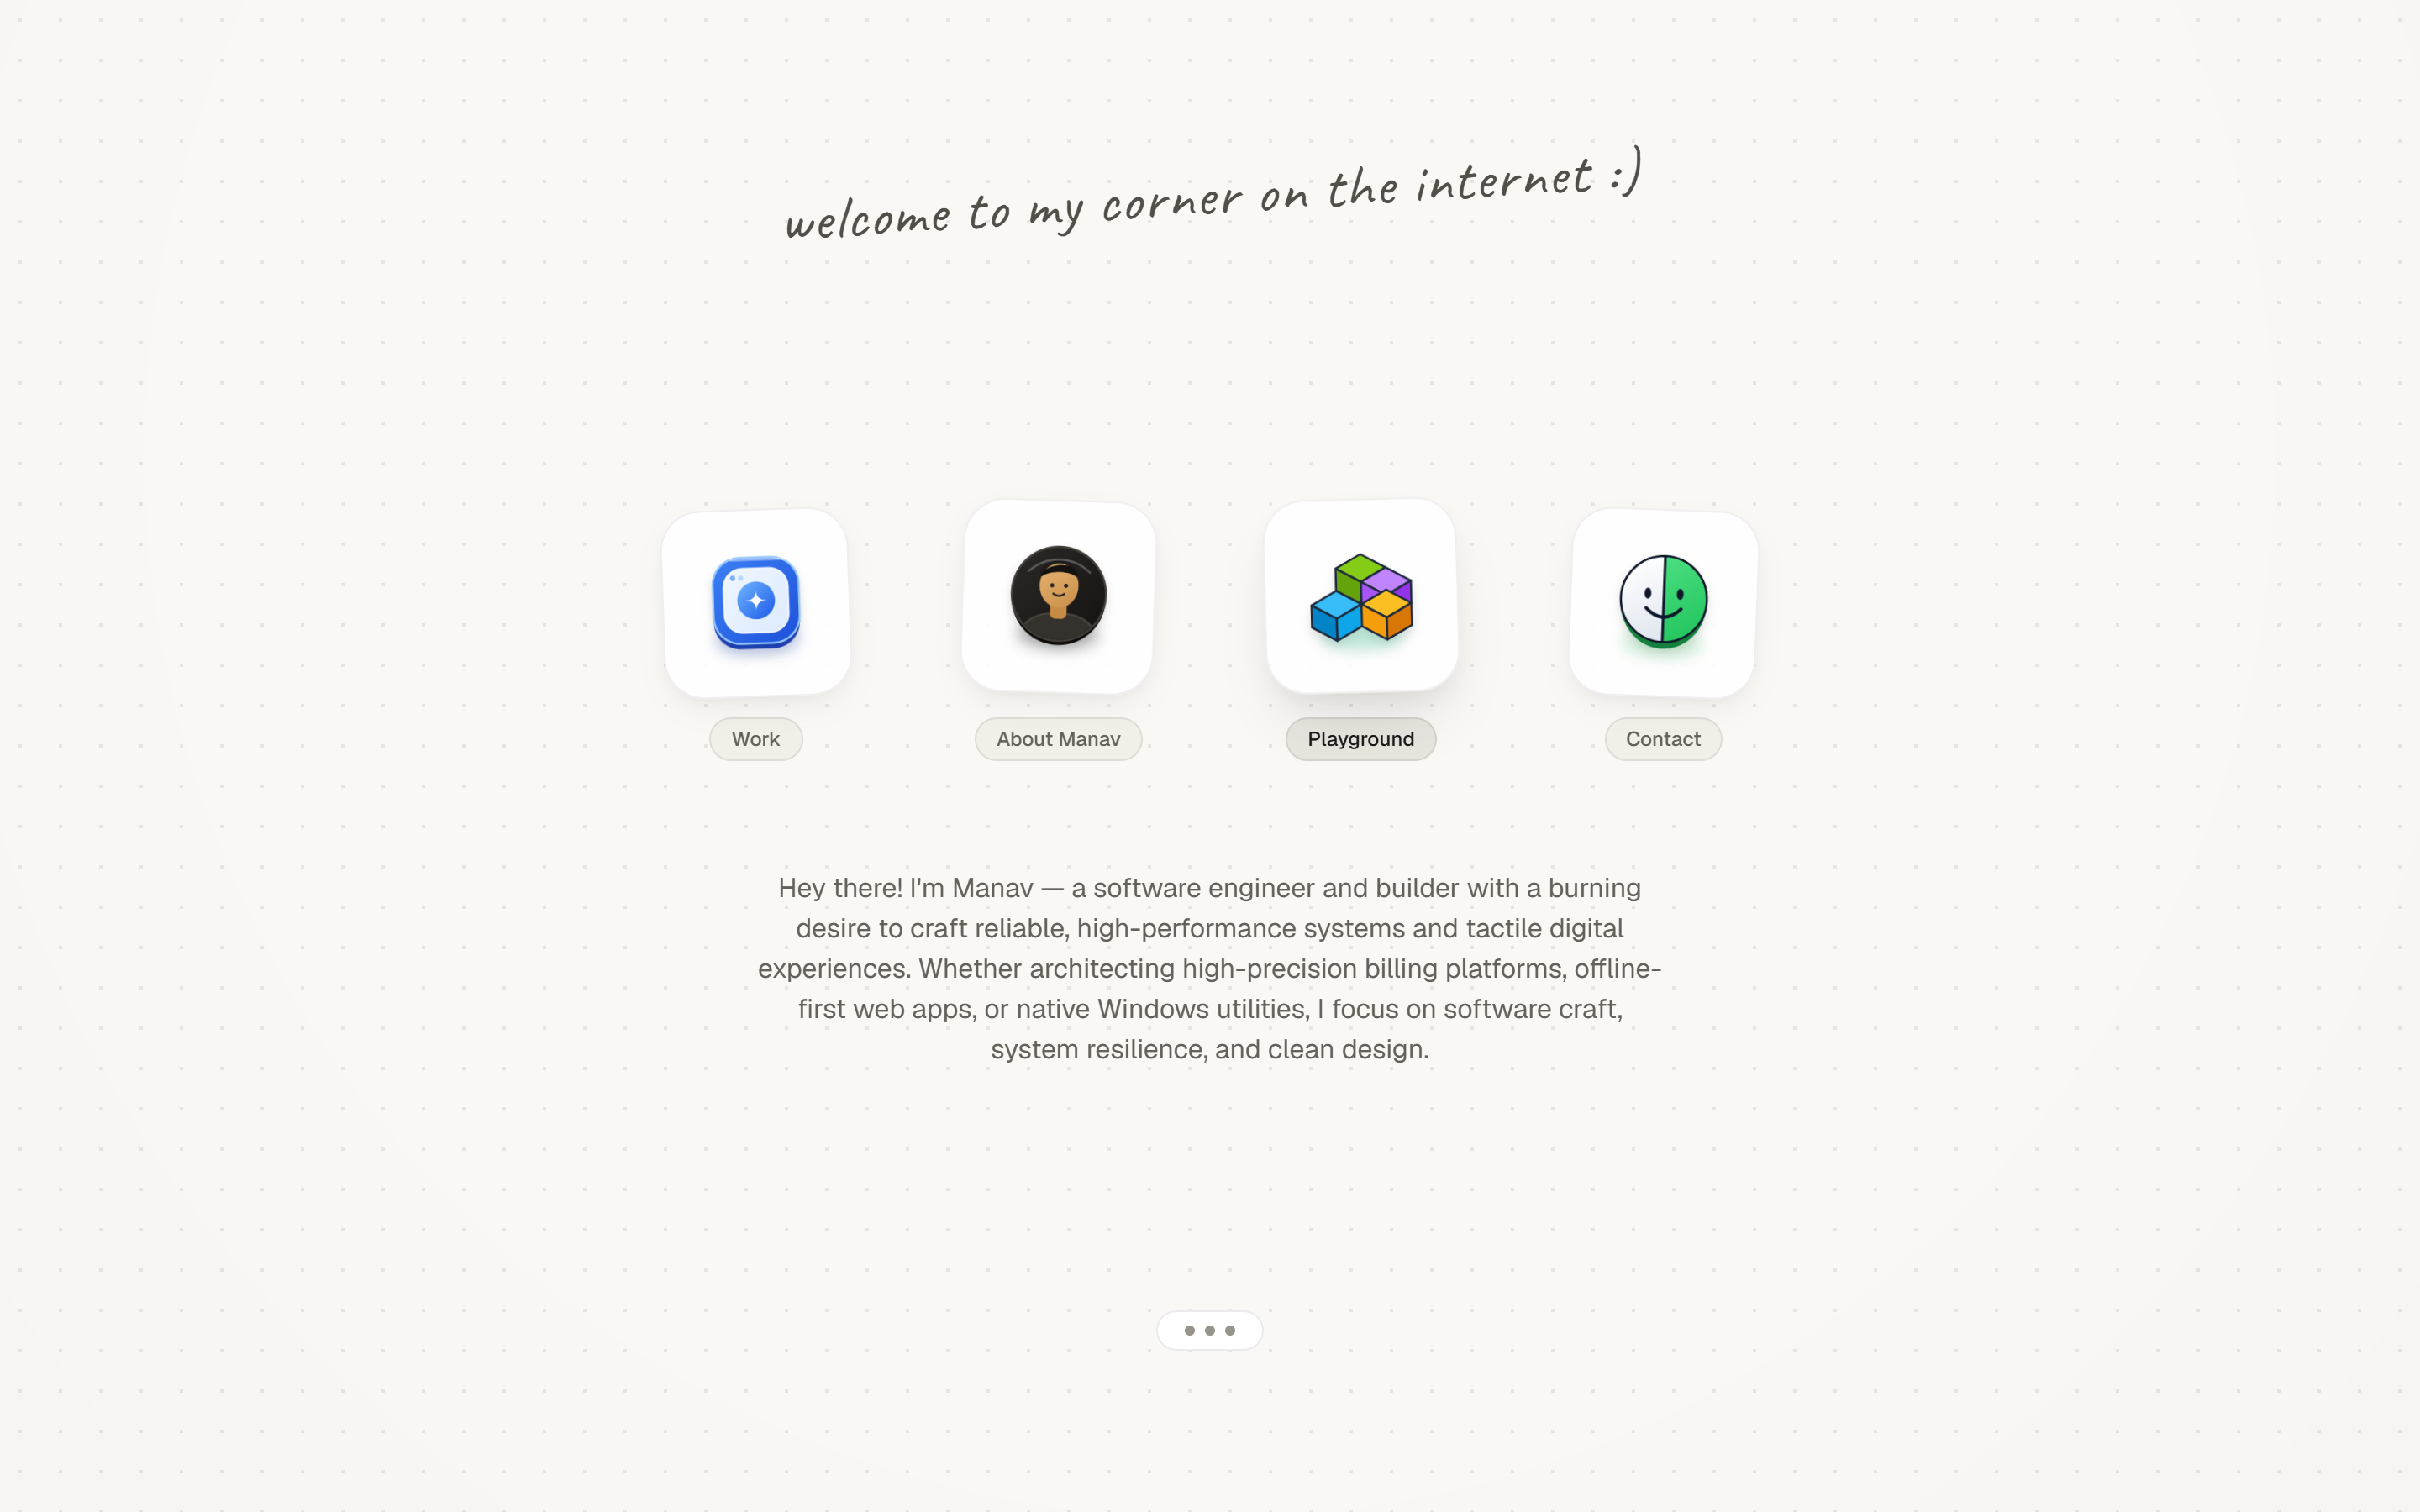 welcome to my corner on the internet :)
Work
About Manav
Playground
Contact
Hey there! I'm Manav — a software engineer and builder with a burning
desire to craft reliable, high-performance systems and tactile digital
experiences. Whether architecting high-precision billing platforms, offline-
first web apps, or native Windows utilities, I focus on software craft,
system resilience, and clean design.